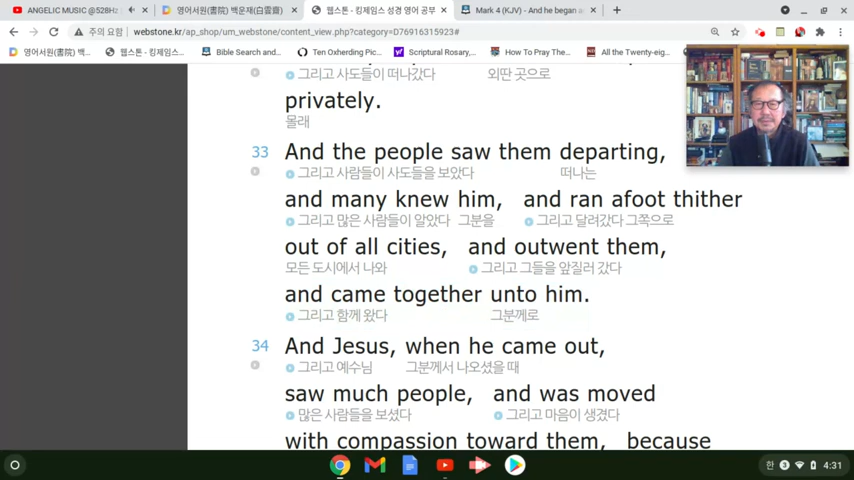 ANGELIC MUSIC @528Hz
영어서원(書院) 백운재(白雲齋)
웹스톤 - 킹제임스 성경 영어 공부
Mark 4 (KJV) - And he began a
주의 요함
webstone.kr/ap_shop/um_webstone/content_view.php?category=D76916315923#
영어서원(書院) 백...
웹스톤 - 킹제임스...
Bible Search and...
Ten Oxherding Pic...
Scriptural Rosary,...
How To Pray The...
All the Twenty-eig...
그리고 사도들이 떠나갔다 외딴 곳으로
privately.
몰래
33 And the people saw them departing,
그리고 사람들이 사도들을 보았다 떠나는
and many knew him, and ran afoot thither
그리고 많은 사람들이 알았다 그분을 그리고 달려갔다 그쪽으로
out of all cities, and outwent them,
모든 도시에서 나와 그리고 그들을 앞질러 갔다
and came together unto him.
그리고 함께 왔다 그분께로
34 And Jesus, when he came out,
그리고 예수님 그분께서 나오셨을 때
saw much people, and was moved
많은 사람들을 보셨다 그리고 마음이 생겼다
with compassion toward them, because
한 3 4:31